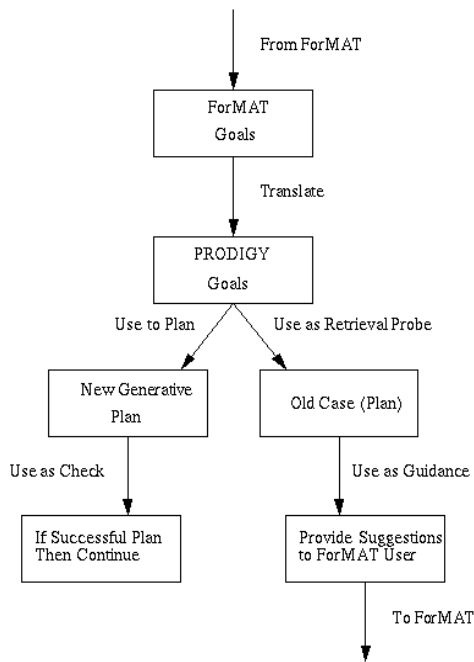 From ForMAT
ForMAT
Goals
Translate
PRODIGY
Goals
Use to Plan
Use as Retrieval Probe
New Generative
Plan
Old Case (Plan)
Use as Check
Use as Guidance
If Successful Plan
Then Continue
Provide Suggestions
to ForMAT User
To ForMAT